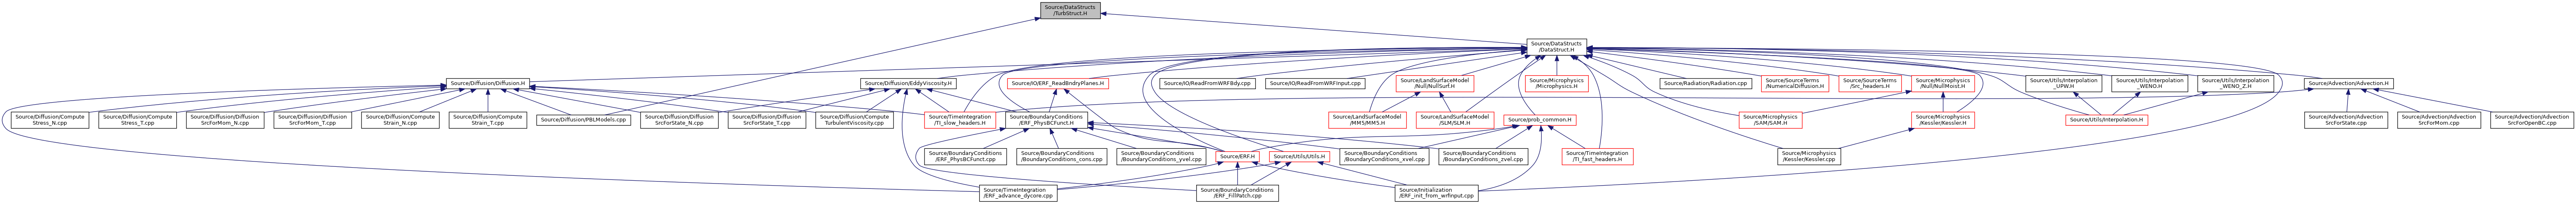 Source/DataStructs
/TurbStruct.H
Source/DataStructs
/DataStruct.H
Source/Diffusion/Diffusion.H
Source/Diffusion/EddyViscosity.H
Source/IO/ERF_ReadBndryPlanes.H
Source/IO/ReadFromWRFBdy.cpp
Source/IO/ReadFromWRFInput.cpp
Source/LandSurfaceModel
/Null/NullSurf.H
Source/Microphysics
/Microphysics.H
Source/Radiation/Radiation.cpp
Source/SourceTerms
/NumericalDiffusion.H
Source/SourceTerms
/Src_headers.H
Source/Microphysics
/Null/NullMoist.H
Source/Utils/Interpolation
_UPW.H
Source/Utils/Interpolation
_WENO.H
Source/Utils/Interpolation
_WENO_Z.H
Source/Advection/Advection.H
Source/Diffusion/Compute
Stress_N.cpp
Source/Diffusion/Compute
Stress_T.cpp
Source/Diffusion/Diffusion
SrcForMom_N.cpp
Source/Diffusion/Diffusion
SrcForMom_T.cpp
Source/Diffusion/Compute
Strain_N.cpp
Source/Diffusion/Compute
Strain_T.cpp
Source/Diffusion/PBLModels.cpp
Source/Diffusion/Diffusion
SrcForState_N.cpp
Source/Diffusion/Diffusion
SrcForState_T.cpp
Source/Diffusion/Compute
TurbulentViscosity.cpp
Source/TimeIntegration
/TI_slow_headers.H
Source/BoundaryConditions
/ERF_PhysBCFunct.H
Source/LandSurfaceModel
/MM5/MM5.H
Source/LandSurfaceModel
/SLM/SLM.H
Source/prob_common.H
Source/Microphysics
/SAM/SAM.H
Source/Microphysics
/Kessler/Kessler.H
Source/Utils/Interpolation.H
Source/Advection/Advection
SrcForState.cpp
Source/Advection/Advection
SrcForMom.cpp
Source/Advection/Advection
SrcForOpenBC.cpp
Source/BoundaryConditions
/ERF_PhysBCFunct.cpp
Source/BoundaryConditions
/BoundaryConditions_cons.cpp
Source/BoundaryConditions
/BoundaryConditions_yvel.cpp
Source/ERF.H
Source/Utils/Utils.H
Source/BoundaryConditions
/BoundaryConditions_xvel.cpp
Source/BoundaryConditions
/BoundaryConditions_zvel.cpp
Source/TimeIntegration
/TI_fast_headers.H
Source/Microphysics
/Kessler/Kessler.cpp
Source/TimeIntegration
/ERF_advance_dycore.cpp
Source/BoundaryConditions
/ERF_FillPatch.cpp
Source/Initialization
/ERF_init_from_wrfinput.cpp